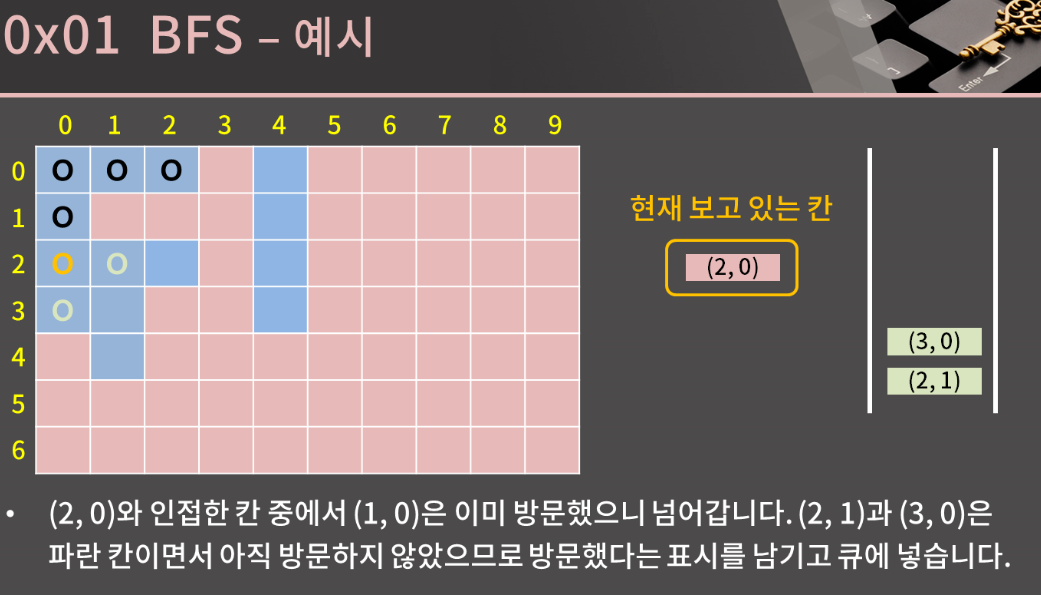 0x01 BFS – 예시
0 1 2 3 4 5 6 7 8 9
0 O O O
1 O
2 O O
3 O
4
5
6
현재 보고 있는 칸
(2, 0)
(3, 0)
(2, 1)
• (2, 0)와 인접한 칸 중에서 (1, 0)은 이미 방문했으니 넘어갑니다. (2, 1)과 (3, 0)은
파란 칸이면서 아직 방문하지 않았으므로 방문했다는 표시를 남기고 큐에 넣습니다.
Enter
]